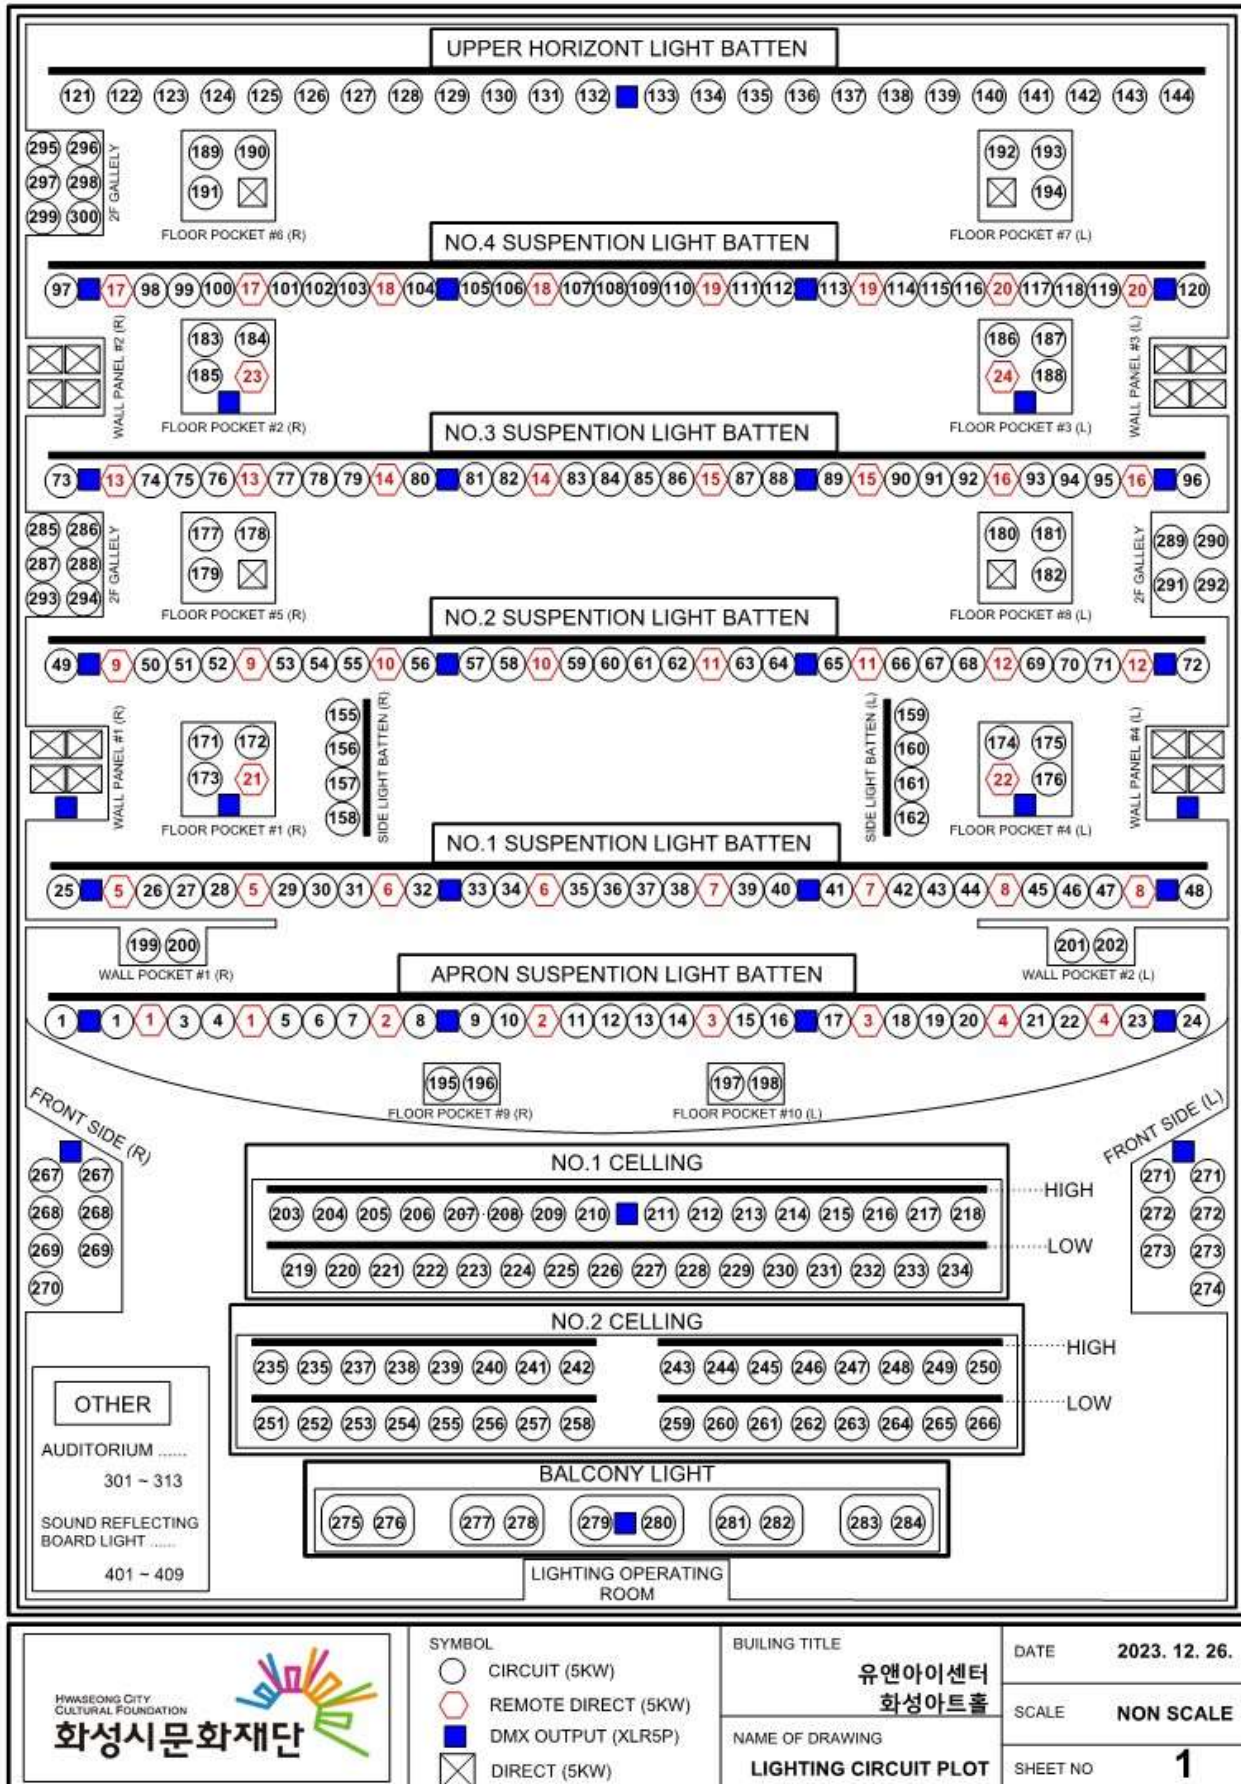 UPPER HORIZONT LIGHT BATTEN
121 122 123 124 125 126 127 128 129 130 131 132 133 134 135 136 137 138 139 140 141 142 143 144
295 296
297 298
299 300
2F GALLELY
189 190
191
FLOOR POCKET #6 (R)
192 193
194
FLOOR POCKET #7 (L)
NO.4 SUSPENTION LIGHT BATTEN
97 17 98 99 100 17 101 102 103 18 104 105 106 18 107 108 109 110 19 111 112 113 19 114 115 116 20 117 118 119 20 120
WALL PANEL #2 (R)
183 184
185 23
FLOOR POCKET #2 (R)
186 187
24 188
FLOOR POCKET #3 (L)
WALL PANEL #3 (L)
NO.3 SUSPENTION LIGHT BATTEN
73 13 74 75 76 13 77 78 79 14 80 81 82 14 83 84 85 86 15 87 88 89 15 90 91 92 16 93 94 95 16 96
285 286
287 288
293 294
2F GALLELY
177 178
179
FLOOR POCKET #5 (R)
180 181
182
FLOOR POCKET #8 (L)
2F GALLELY
289 290
291 292
NO.2 SUSPENTION LIGHT BATTEN
49 9 50 51 52 9 53 54 55 10 56 57 58 10 59 60 61 62 11 63 64 65 11 66 67 68 12 69 70 71 12 72
WALL PANEL #1 (R)
171 172
173 21
FLOOR POCKET #1 (R)
155
156
157
158
SIDE LIGHT BATTEN (R)
SIDE LIGHT BATTEN (L)
159
160
161
162
174 175
22 176
FLOOR POCKET #4 (L)
WALL PANEL #4 (L)
NO.1 SUSPENTION LIGHT BATTEN
25 5 26 27 28 5 29 30 31 6 32 33 34 6 35 36 37 38 7 39 40 41 7 42 43 44 8 45 46 47 8 48
199 200
WALL POCKET #1 (R)
201 202
WALL POCKET #2 (L)
APRON SUSPENTION LIGHT BATTEN
1 1 1 3 4 1 5 6 7 2 8 9 10 2 11 12 13 14 3 15 16 17 3 18 19 20 4 21 22 4 23 24
195 196
FLOOR POCKET #9 (R)
197 198
FLOOR POCKET #10 (L)
FRONT SIDE (R)
267 267
268 268
269 269
270
FRONT SIDE (L)
271 271
272 272
273 273
274
NO.1 CELLING
HIGH
203 204 205 206 207 208 209 210 211 212 213 214 215 216 217 218
LOW
219 220 221 222 223 224 225 226 227 228 229 230 231 232 233 234
NO.2 CELLING
HIGH
235 235 237 238 239 240 241 242 243 244 245 246 247 248 249 250
LOW
251 252 253 254 255 256 257 258 259 260 261 262 263 264 265 266
OTHER
AUDITORIUM ......
301 ~ 313
SOUND REFLECTING
BOARD LIGHT ......
401 ~ 409
BALCONY LIGHT
275 276 277 278 279 280 281 282 283 284
LIGHTING OPERATING
ROOM
HWASEONG CITY
CULTURAL FOUNDATION
화성시문화재단
SYMBOL
CIRCUIT (5KW)
REMOTE DIRECT (5KW)
DMX OUTPUT (XLR5P)
DIRECT (5KW)
BUILING TITLE
유앤아이센터
화성아트홀
NAME OF DRAWING
LIGHTING CIRCUIT PLOT
DATE 2023. 12. 26.
SCALE NON SCALE
SHEET NO 1